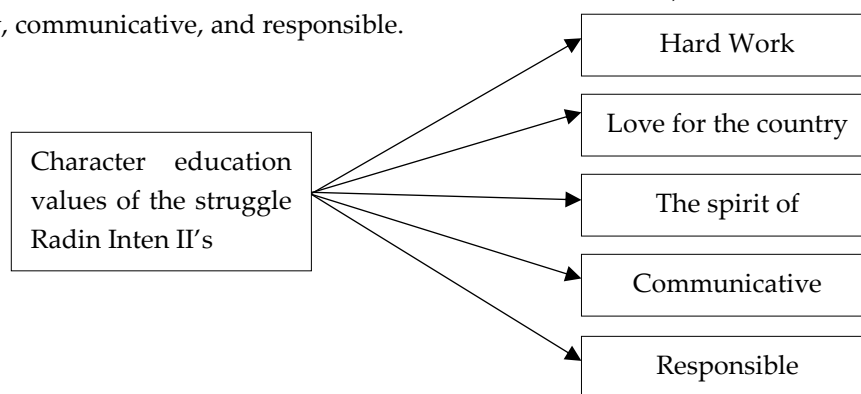 , communicative, and responsible.
Hard Work
Love for the country
Character education
values of the struggle
Radin Inten II's
The spirit of
Communicative
Responsible